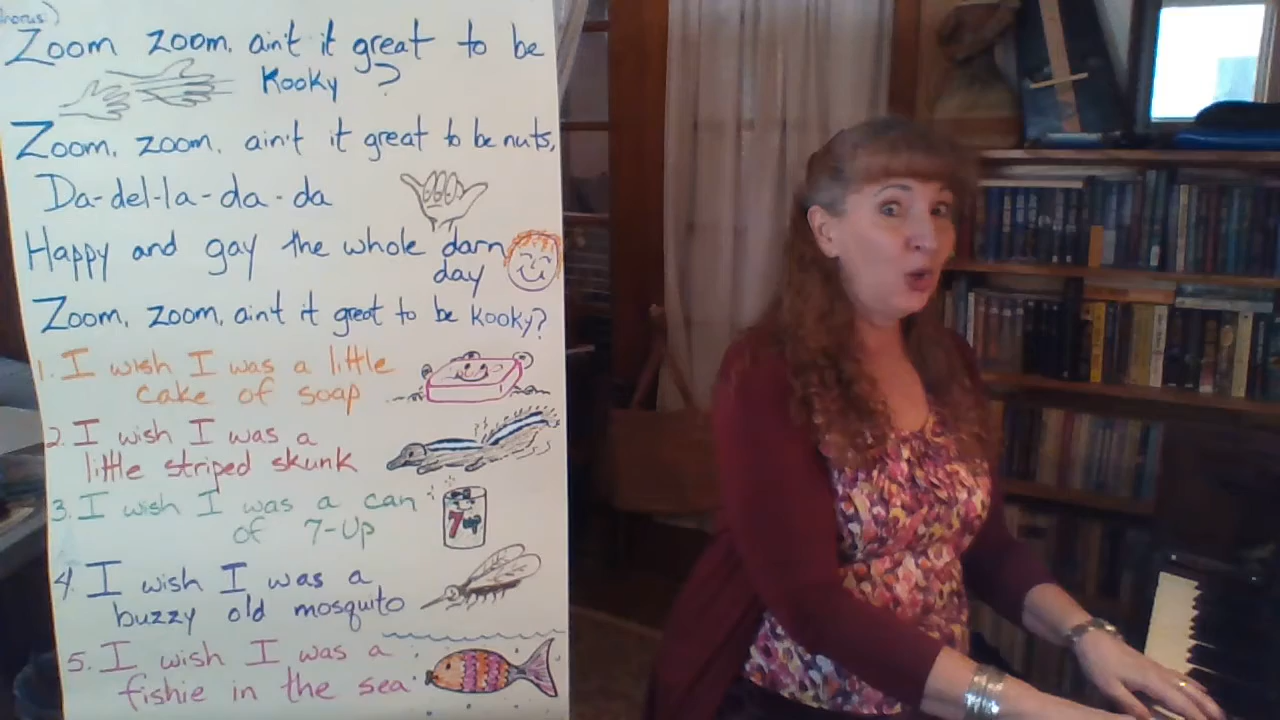 Chorus:)
Zoom zoom, ain't it great to be
Kooky ?
Zoom, zoom, ain't it great to be nuts,
Da-del-la-da-da
Happy and gay the whole darn
day
Zoom, zoom, ain't it great to be kooky?
1. I wish I was a little
cake of soap
2. I wish I was a
little striped skunk
3. I wish I was a can
of 7-Up
7 up
4. I wish I was a
buzzy old mosquito
5. I wish I was a
fishie in the sea